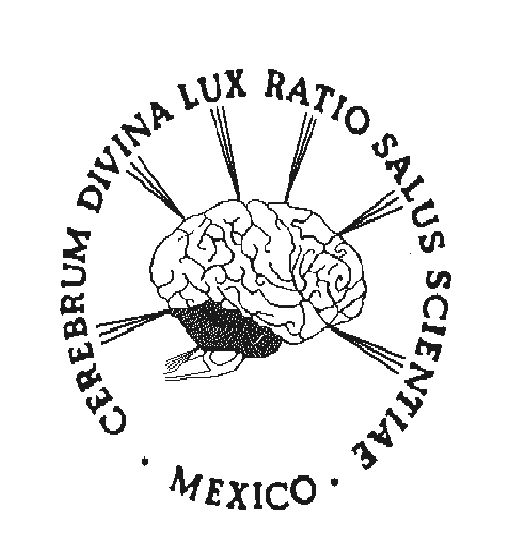 CEREBRUM DIVINA LUX RATIO SALUS SCIENTIAE
· MEXICO ·